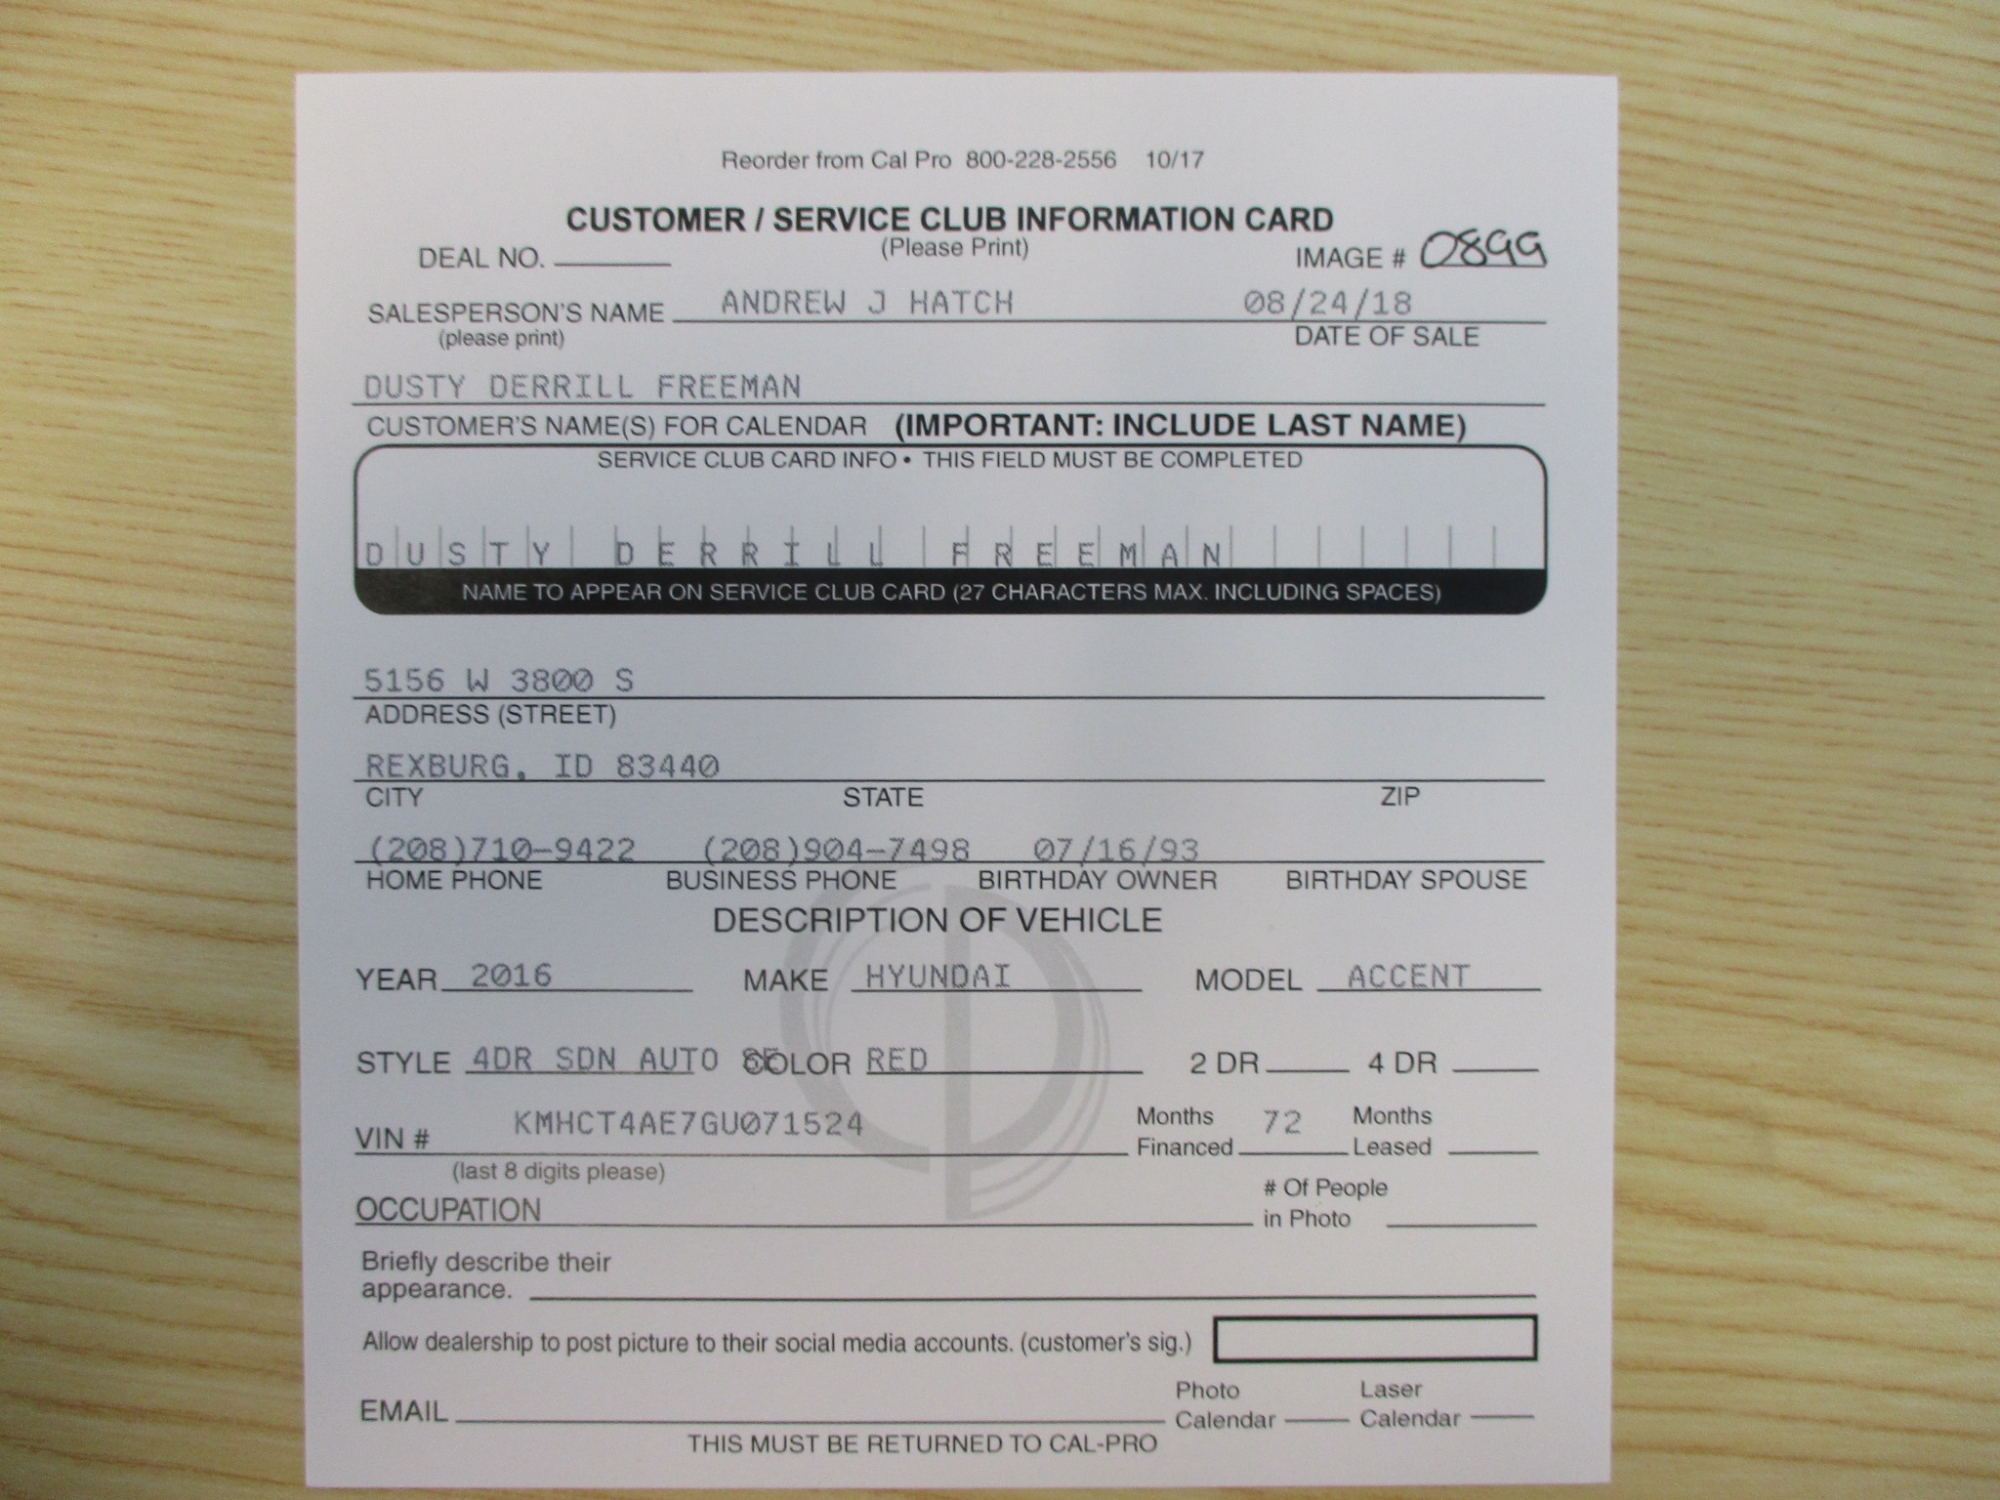 Reorder from Cal Pro 800-228-2556 10/17
CUSTOMER / SERVICE CLUB INFORMATION CARD
(Please Print)
DEAL NO. IMAGE # 0899
SALESPERSON'S NAME ANDREW J HATCH 08/24/18
(please print) DATE OF SALE
DUSTY DERRILL FREEMAN
CUSTOMER'S NAME(S) FOR CALENDAR (IMPORTANT: INCLUDE LAST NAME)
SERVICE CLUB CARD INFO • THIS FIELD MUST BE COMPLETED
DUSTY DERRILL FREEMAN
NAME TO APPEAR ON SERVICE CLUB CARD (27 CHARACTERS MAX. INCLUDING SPACES)
5156 W 3800 S
ADDRESS (STREET)
REXBURG, ID 83440
CITY STATE ZIP
(208)710-9422 (208)904-7498 07/16/93
HOME PHONE BUSINESS PHONE BIRTHDAY OWNER BIRTHDAY SPOUSE
DESCRIPTION OF VEHICLE
YEAR 2016 MAKE HYUNDAI MODEL ACCENT
STYLE 4DR SDN AUTO SE COLOR RED 2 DR 4 DR
VIN # KMHCT4AE7GU071524 Months Financed 72 Months Leased
(last 8 digits please)
OCCUPATION # Of People in Photo
Briefly describe their
appearance.
Allow dealership to post picture to their social media accounts. (customer's sig.)
EMAIL Photo Calendar Laser Calendar
THIS MUST BE RETURNED TO CAL-PRO